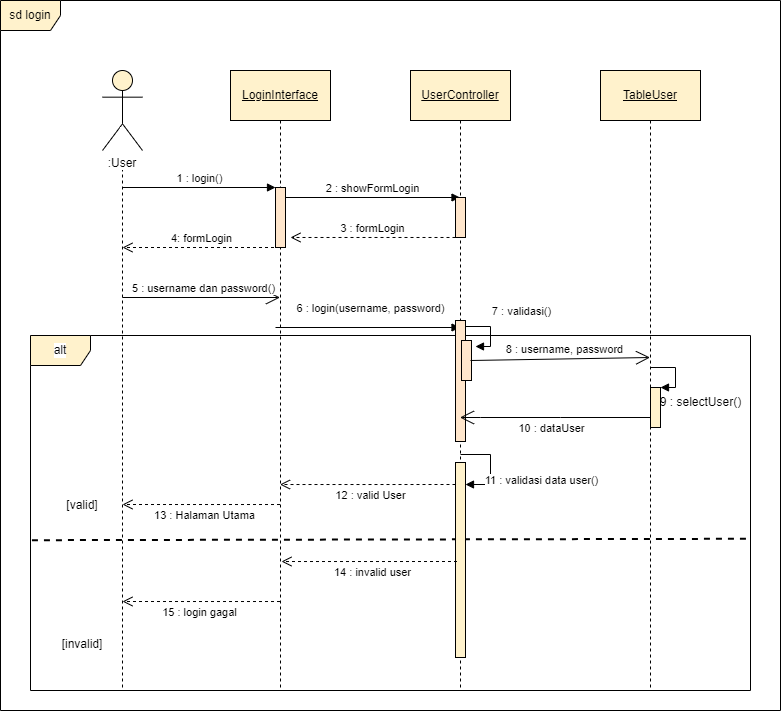 sd login
LoginInterface
UserController
TableUser
:User
1 : login()
2 : showFormLogin
3 : formLogin
4: formLogin
5 : username dan password()
6 : login(username, password)
7 : validasi()
alt
8 : username, password
9 : selectUser()
10 : dataUser
11 : validasi data user()
12 : valid User
[valid]
13 : Halaman Utama
14 : invalid user
15 : login gagal
[invalid]